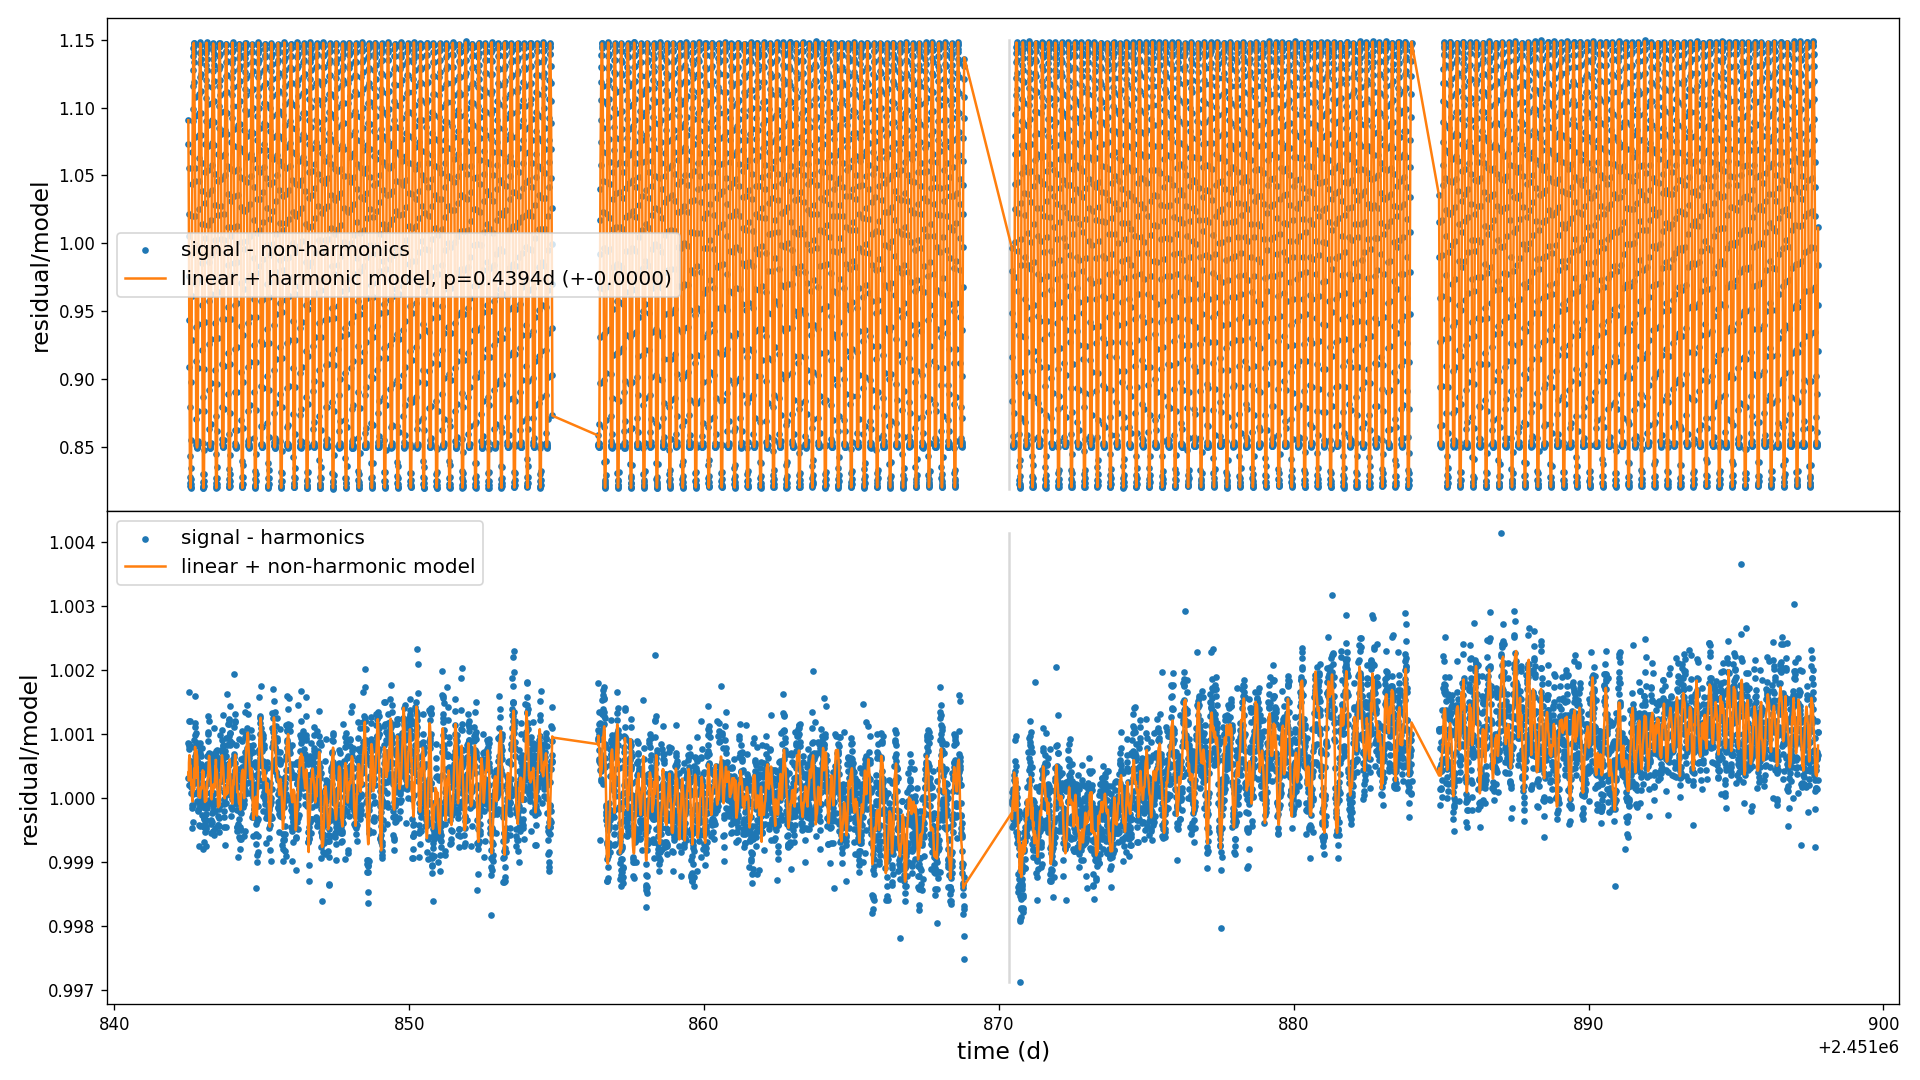 1.15
1.10
1.05
1.00
0.95
0.90
0.85
residual/model
signal - non-harmonics
linear + harmonic model, p=0.4394d (+-0.0000)
1.004
1.003
1.002
1.001
1.000
0.999
0.998
0.997
residual/model
signal - harmonics
linear + non-harmonic model
840
850
860
870
880
890
900
time (d)
+2.451e6